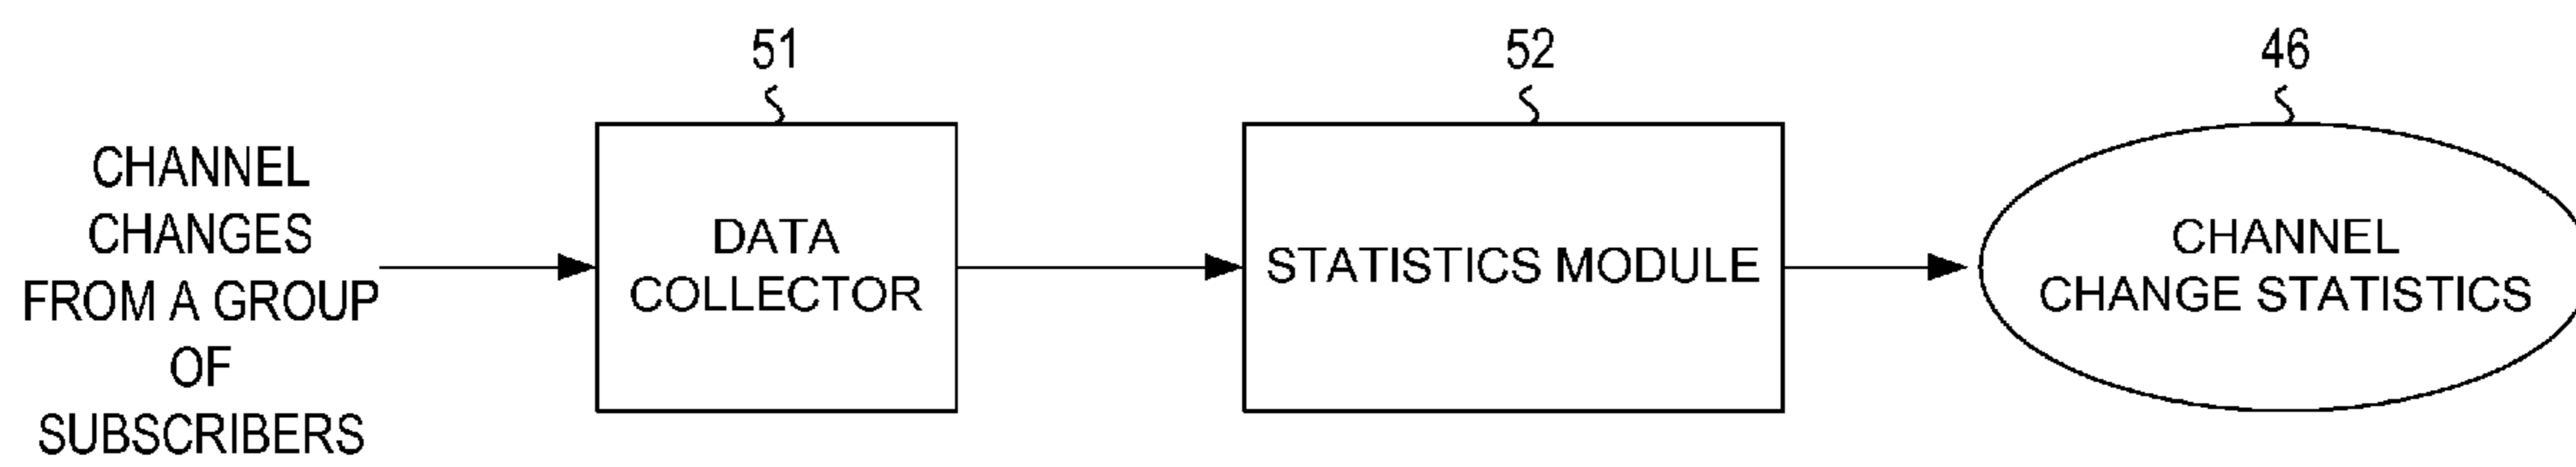 51
52
46
CHANNEL
CHANGES
FROM A GROUP
OF
SUBSCRIBERS
DATA
COLLECTOR
STATISTICS MODULE
CHANNEL
CHANGE STATISTICS